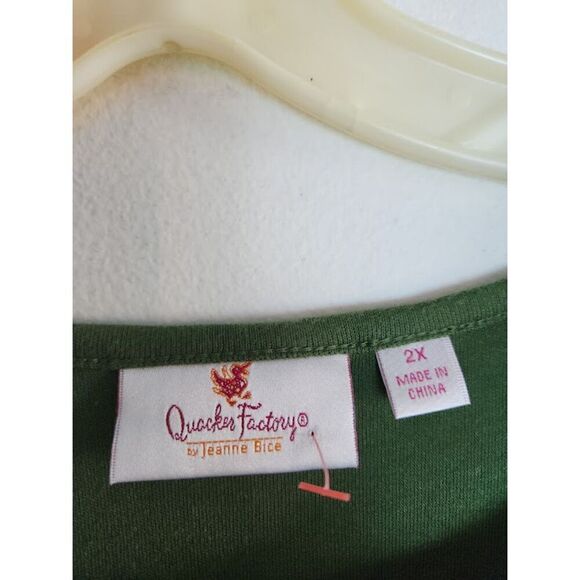 Quacker Factory®
by Jeanne Bice
2X
MADE IN
CHINA